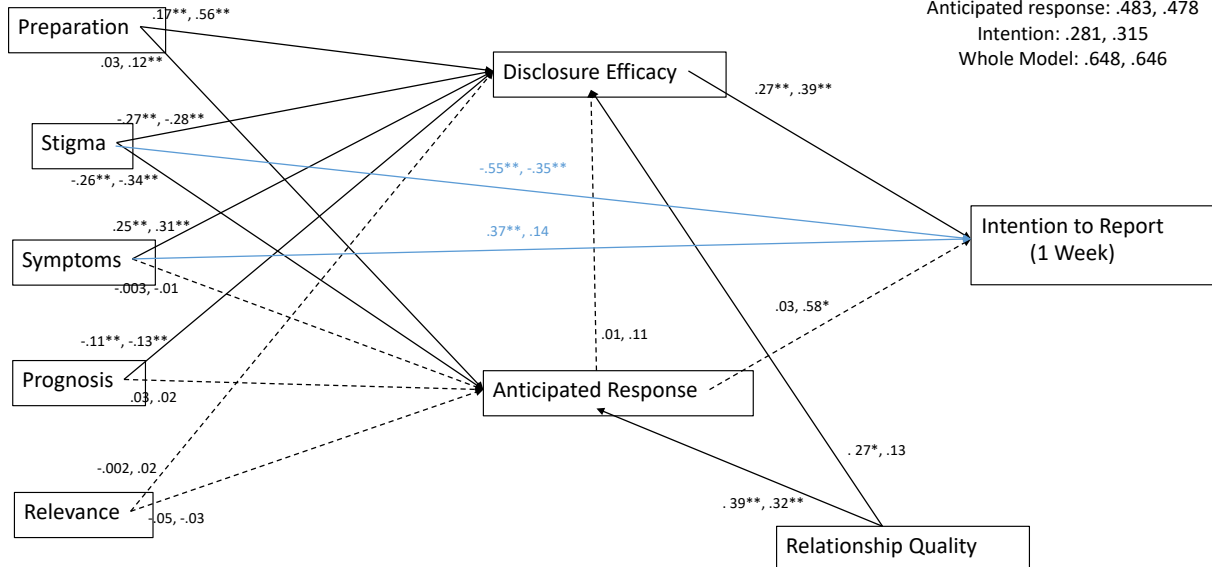 Anticipated response: .483, .478
Intention: .281, .315
Whole Model: .648, .646
Preparation
.17**, .56**
.03, .12**
Disclosure Efficacy
.27**, .39**
Stigma
-.27**, -.28**
-.26**, -.34**
-.55**, -.35**
.25**, .31**
Symptoms
.37**, .14
Intention to Report
(1 Week)
-.003, -.01
.03, .58*
-.11**, -.13**
.01, .11
Prognosis
.03, .02
Anticipated Response
-.002, .02
. 27*, .13
Relevance
-.05, -.03
. 39**, .32**
Relationship Quality